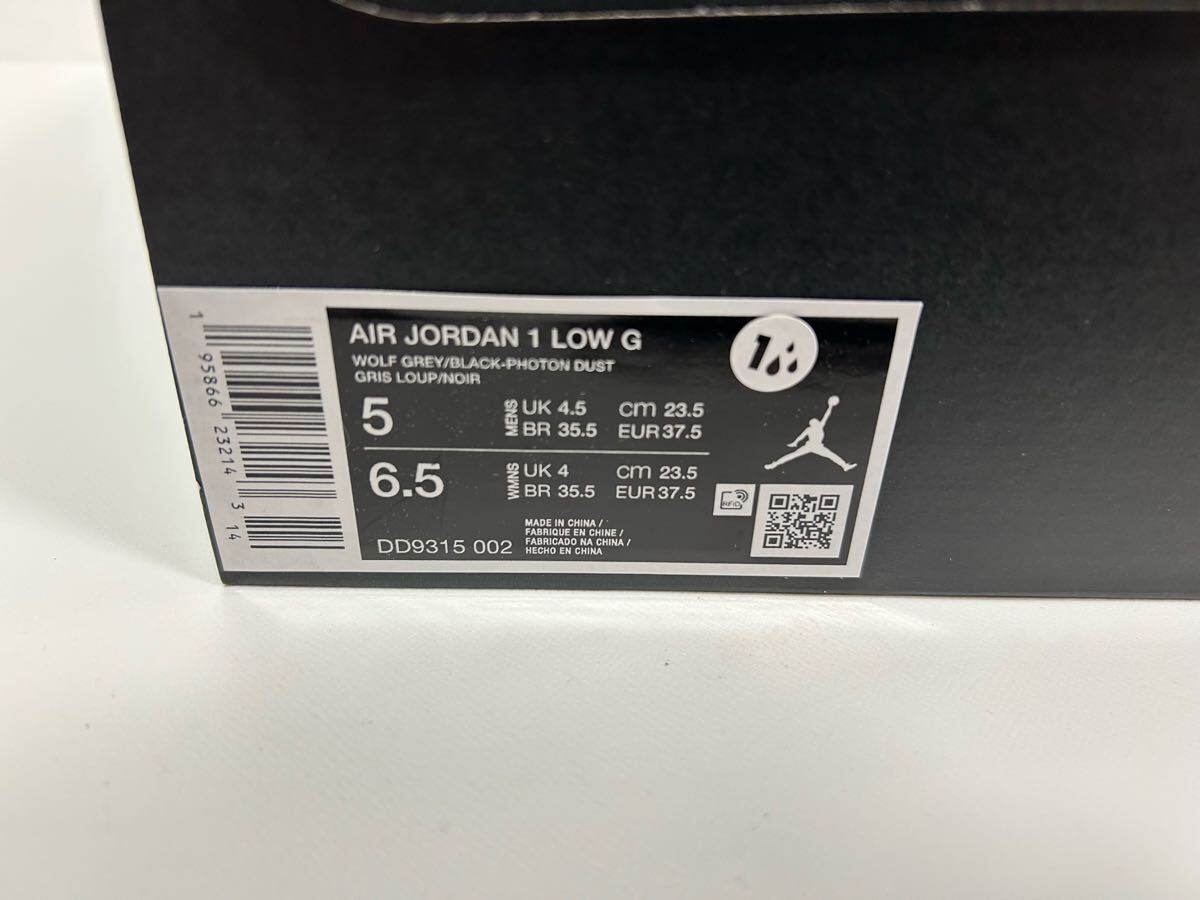 AIR JORDAN 1 LOW G
WOLF GREY/BLACK-PHOTON DUST
GRIS LOUP/NOIR
5 MENS UK 4.5 cm 23.5
BR 35.5 EUR 37.5
6.5 WMNS UK 4 cm 23.5
BR 35.5 EUR 37.5
RFID
DD9315 002
MADE IN CHINA /
FABRIQUE EN CHINE /
FABRICADO NA CHINA /
HECHO EN CHINA
1 95866 23214 3 14
1